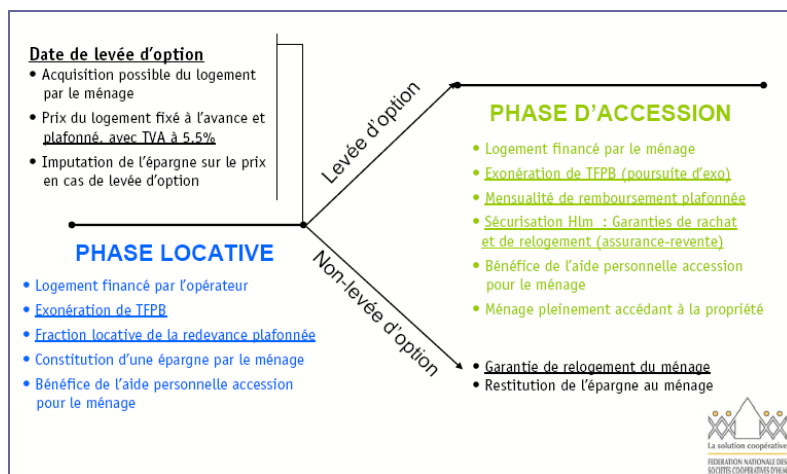 Date de levée d'option
• Acquisition possible du logement
par le ménage
• Prix du logement fixé à l'avance et
plafonné, avec TVA à 5.5%
• Imputation de l'épargne sur le prix
en cas de levée d'option
PHASE LOCATIVE
• Logement financé par l'opérateur
• Exonération de TFPB
• Fraction locative de la redevance plafonnée
• Constitution d'une épargne par le ménage
• Bénéfice de l'aide personnelle accession
pour le ménage
Levée d'option
Non-levée d'option
PHASE D'ACCESSION
• Logement financé par le ménage
• Exonération de TFPB (poursuite d'exo)
• Mensualité de remboursement plafonnée
• Sécurisation Hlm : Garanties de rachat
et de relogement (assurance-revente)
• Bénéfice de l'aide personnelle accession
pour le ménage
• Ménage pleinement accédant à la propriété
• Garantie de relogement du ménage
• Restitution de l'épargne au ménage
La solution coopérative
FEDERATION NATIONALE DES
SOCIETES COOPERATIVES D'HLM